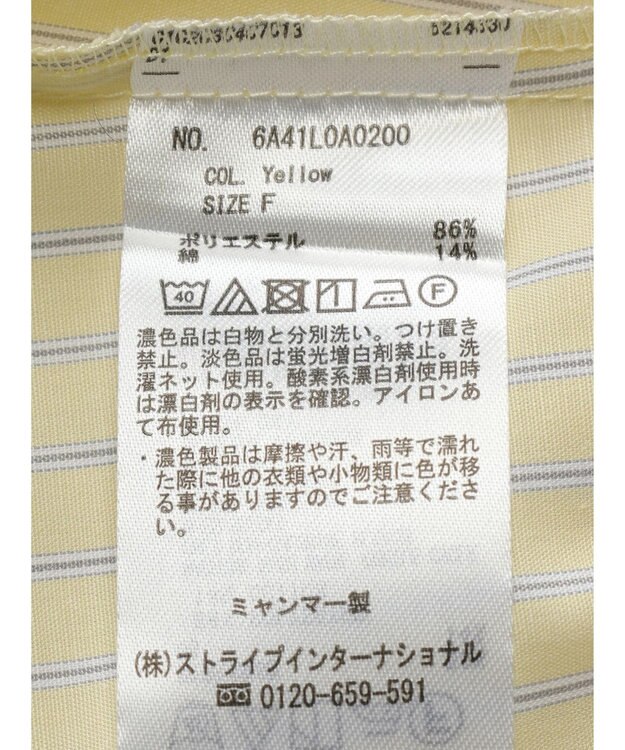 NO. 6A41L0A0200
COL. Yellow
SIZE F
ポリエステル 86%
綿 14%
40 F
濃色品は白物と分別洗い。つけ置き
禁止。淡色品は蛍光増白剤禁止。洗
濯ネット使用。酸素系漂白剤使用時
は漂白剤の表示を確認。アイロンあ
て布使用。
・濃色製品は摩擦や汗、雨等で濡れ
た際に他の衣類や小物類に色が移
る事がありますのでご注意くださ
い。
ミャンマー製
(株)ストライプインターナショナル
0120-659-591